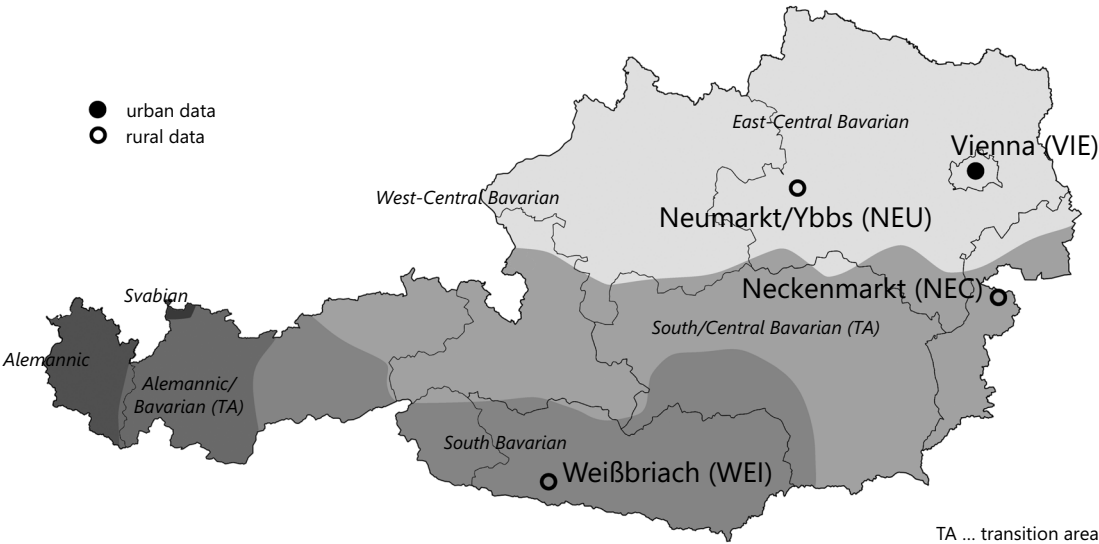 urban data
rural data
East-Central Bavarian
Vienna (VIE)
West-Central Bavarian
Neumarkt/Ybbs (NEU)
Neckenmarkt (NEC)
Svabian
South/Central Bavarian (TA)
Alemannic
Alemannic/
Bavarian (TA)
South Bavarian
Weißbriach (WEI)
TA ... transition area